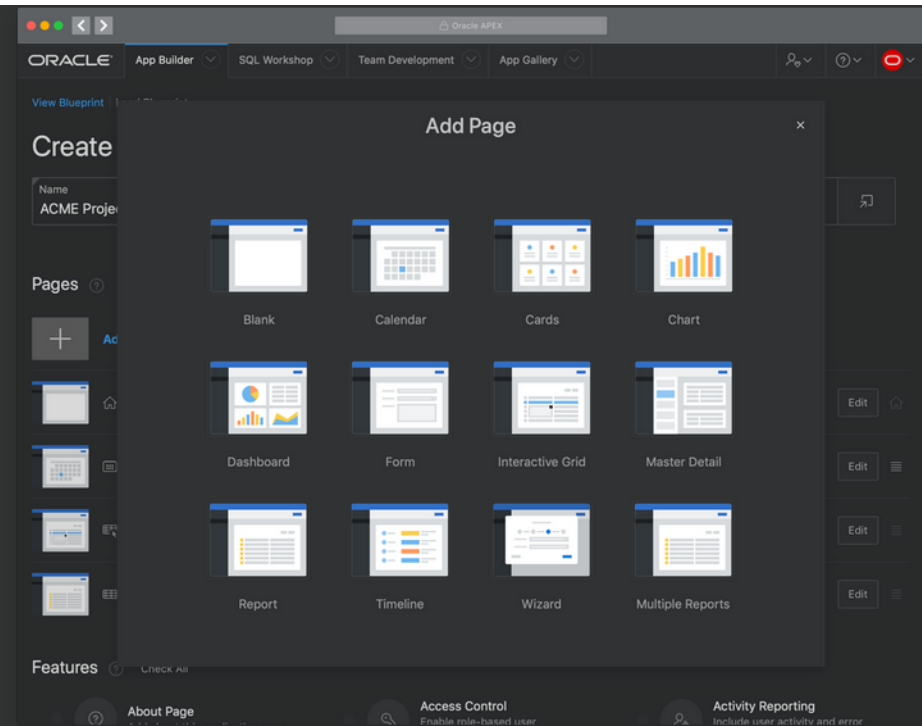 Oracle APEX
ORACLE App Builder SQL Workshop Team Development App Gallery
View Blueprint
Add Page
Create
Name
ACME Proje
Pages
Blank Calendar Cards Chart
Ad
Edit
Dashboard Form Interactive Grid Master Detail
Edit
Edit
Report Timeline Wizard Multiple Reports
Edit
Features Check All
About Page Access Control Activity Reporting
Enable role-based user Include user activity and error